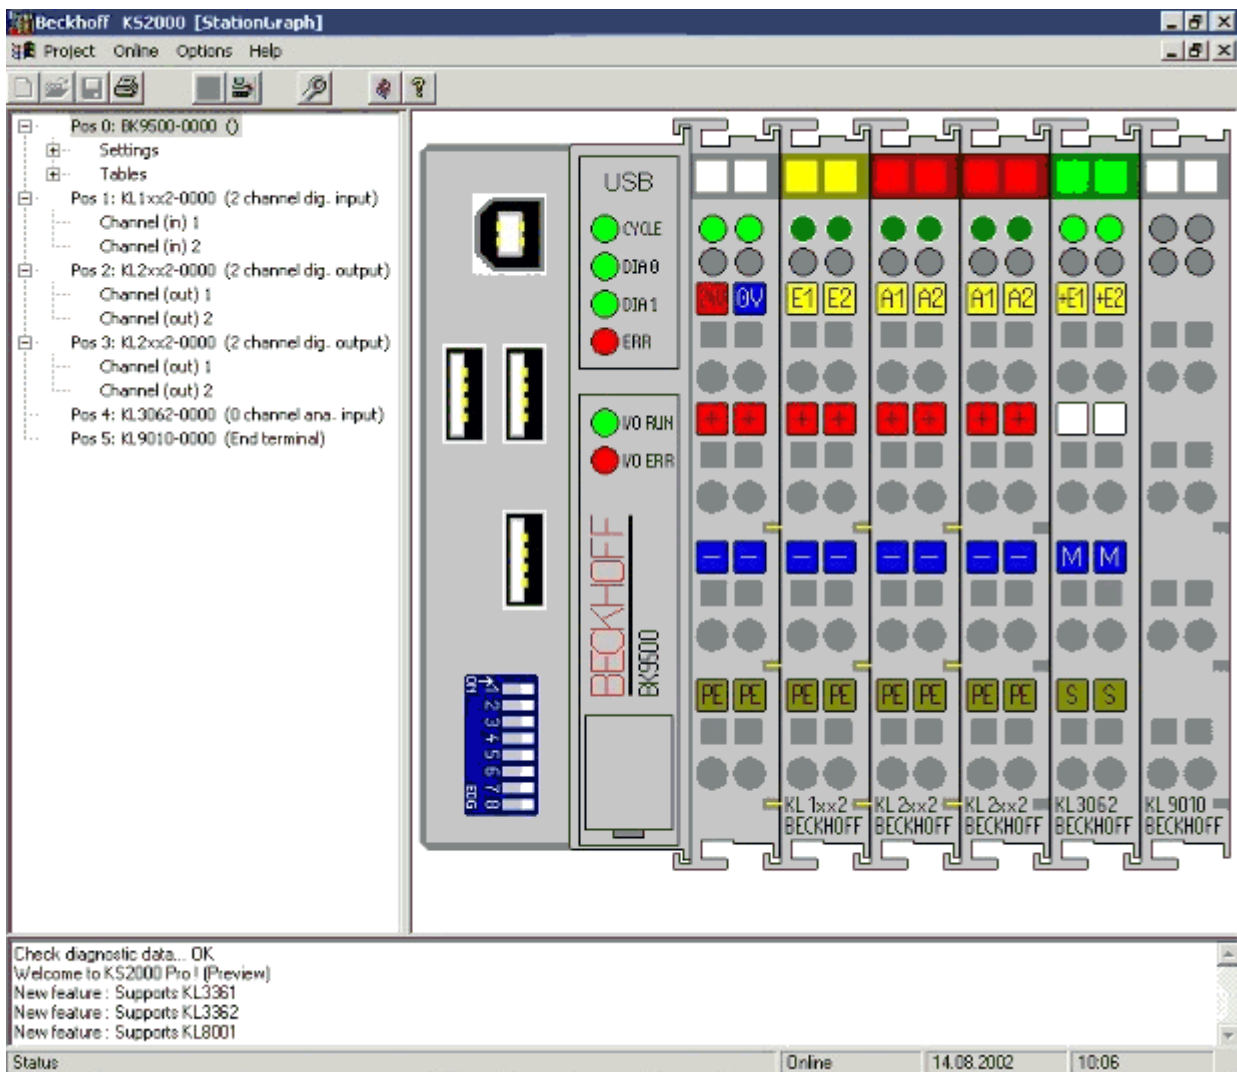 Beckhoff KS2000 [StationGraph]
Project Online Options Help
Pos 0: BK9500-0000 ()
Settings
Tables
Pos 1: KL1xx2-0000 (2 channel dig. input)
Channel (in) 1
Channel (in) 2
Pos 2: KL2xx2-0000 (2 channel dig. output)
Channel (out) 1
Channel (out) 2
Pos 3: KL2xx2-0000 (2 channel dig. output)
Channel (out) 1
Channel (out) 2
Pos 4: KL3062-0000 (0 channel ana. input)
Pos 5: KL9010-0000 (End terminal)
USB
CYCLE
DIA 0
DIA 1
ERR
I/O RUN
I/O ERR
BECKHOFF
BK9500
ON
1 2 3 4 5 6 7 8
EDG
0V E1 E2 A1 A2 A1 A2 +E1 +E2
+ + + + + + + +
- - - - - - - - M M
PE PE PE PE PE PE PE PE S S
KL1xx2 KL2xx2 KL2xx2 KL3062 KL9010
BECKHOFF BECKHOFF BECKHOFF BECKHOFF BECKHOFF
Check diagnostic data... OK
Welcome to KS2000 Pro ! (Preview)
New feature : Supports KL3361
New feature : Supports KL3362
New feature : Supports KL8001
Status Online 14.08.2002 10:06